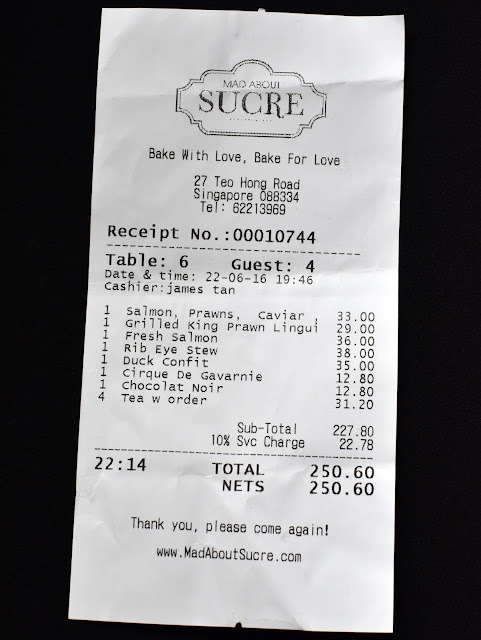 MAD ABOUT
SUCRE
Bake With Love, Bake For Love
27 Teo Hong Road
Singapore 088334
Tel: 62213969
Receipt No.:00010744
Table: 6 Guest: 4
Date & time: 22-06-16 19:46
Cashier:james tan
1 Salmon, Prawns, Caviar , 33.00
1 Grilled King Prawn Lingui 29.00
1 Fresh Salmon 36.00
1 Rib Eye Stew 38.00
1 Duck Confit 35.00
1 Cirque De Gavarnie 12.80
1 Chocolat Noir 12.80
4 Tea w order 31.20
Sub-Total 227.80
10% Svc Charge 22.78
22:14 TOTAL 250.60
NETS 250.60
Thank you, please come again!
www.MadAboutSucre.com